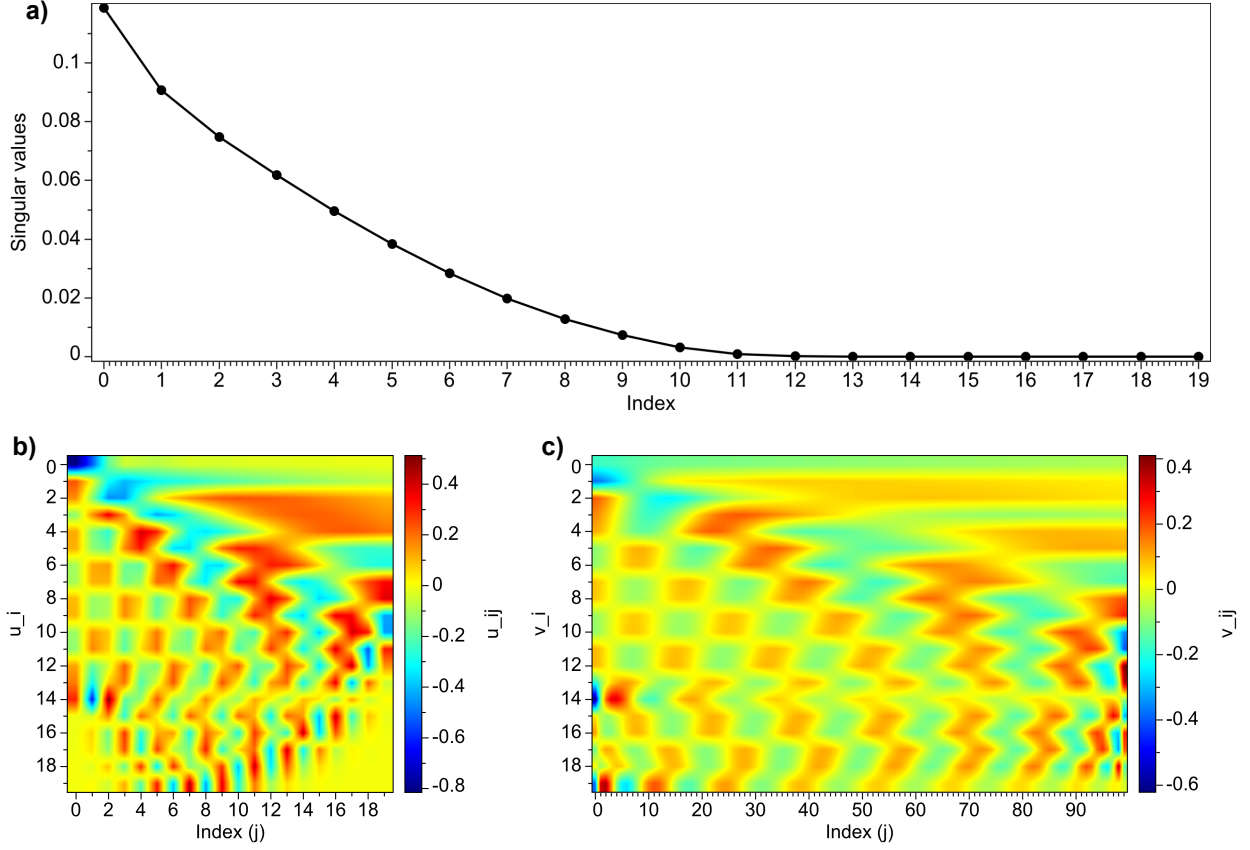 a)
Singular values
0.1
0.08
0.06
0.04
0.02
0
0 1 2 3 4 5 6 7 8 9 10 11 12 13 14 15 16 17 18 19
Index
b)
u_i
0
2
4
6
8
10
12
14
16
18
0 2 4 6 8 10 12 14 16 18
Index (j)
0.4
0.2
0
-0.2
-0.4
-0.6
-0.8
u_ij
c)
v_i
0
2
4
6
8
10
12
14
16
18
0 10 20 30 40 50 60 70 80 90
Index (j)
0.4
0.2
0
-0.2
-0.4
-0.6
v_ij